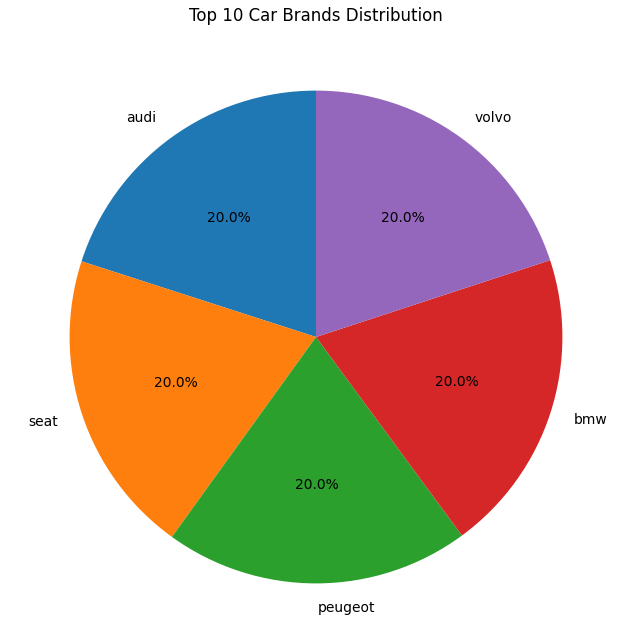 Top 10 Car Brands Distribution
audi
volvo
20.0%
20.0%
20.0%
20.0%
seat
bmw
20.0%
peugeot